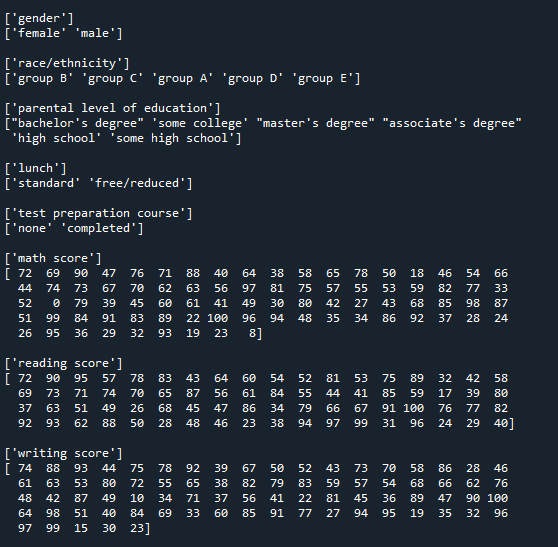 ['gender']
['female' 'male']
['race/ethnicity']
['group B' 'group C' 'group A' 'group D' 'group E']
['parental level of education']
["bachelor's degree" 'some college' "master's degree" "associate's degree"
 'high school' 'some high school']
['lunch']
['standard' 'free/reduced']
['test preparation course']
['none' 'completed']
['math score']
[ 72  69  90  47  76  71  88  40  64  38  58  65  78  50  18  46  54  66
  44  74  73  67  70  62  63  56  97  81  75  57  55  53  59  82  77  33
  52   0  79  39  45  60  61  41  49  30  80  42  27  43  68  85  98  87
  51  99  84  91  83  89  22 100  96  94  48  35  34  86  92  37  28  24
  26  95  36  29  32  93  19  23   8]
['reading score']
[ 72  90  95  57  78  83  43  64  60  54  52  81  53  75  89  32  42  58
  69  73  71  74  70  65  87  56  61  84  55  44  41  85  59  17  39  80
  37  63  51  49  26  68  45  47  86  34  79  66  67  91 100  76  77  82
  92  93  62  88  50  28  48  46  23  38  94  97  99  31  96  24  29  40]
['writing score']
[ 74  88  93  44  75  78  92  39  67  50  52  43  73  70  58  86  28  46
  61  63  53  80  72  55  65  38  82  79  83  59  57  54  68  66  62  76
  48  42  87  49  10  34  71  37  56  41  22  81  45  36  89  47  90 100
  64  98  51  40  84  69  33  60  85  91  77  27  94  95  19  35  32  96
  97  99  15  30  23]